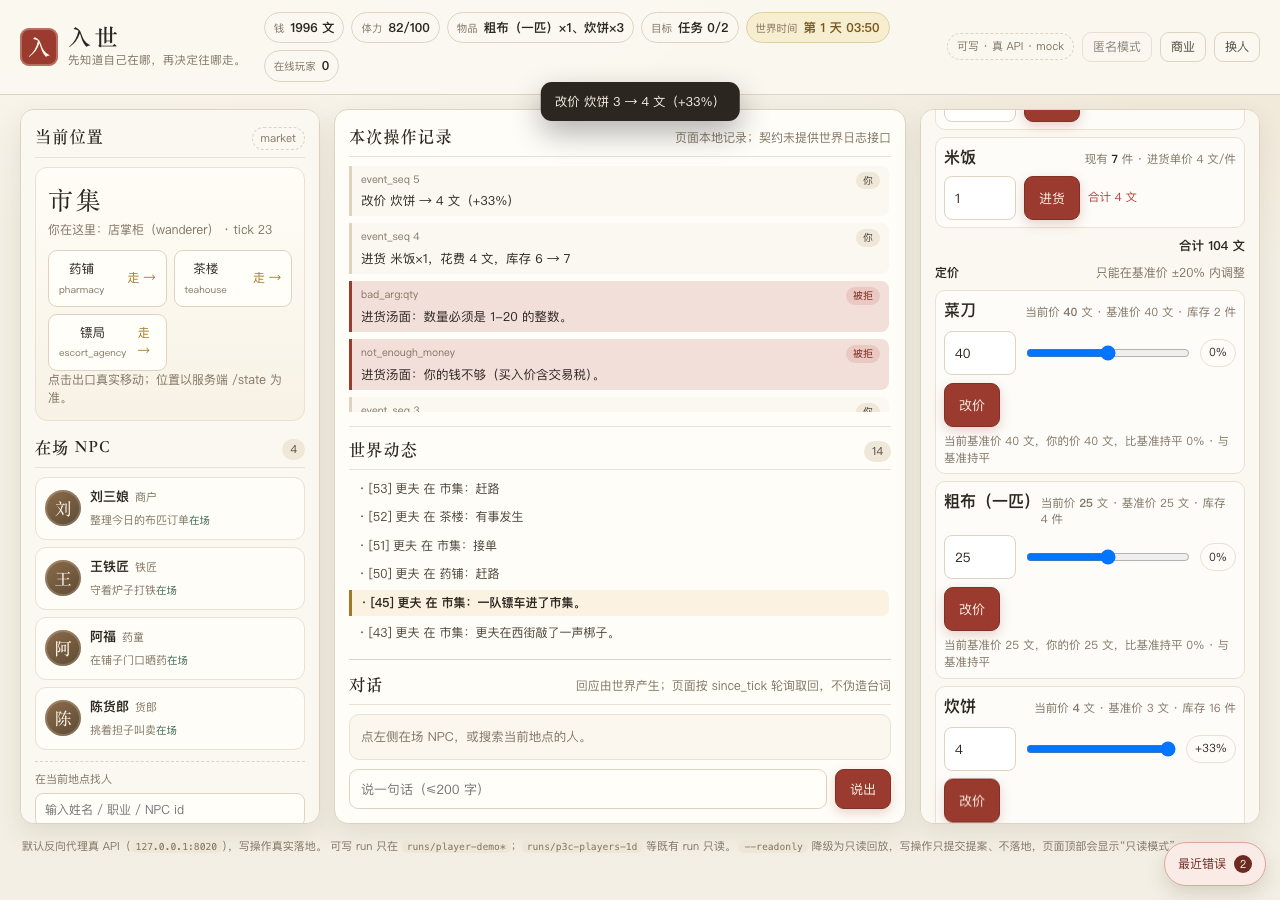 入
入世
先知道自己在哪，再决定往哪走。
钱 1996 文
体力 82/100
物品 粗布（一匹）×1、炊饼×3
目标 任务 0/2
世界时间 第 1 天 03:50
在线玩家 0
可写 · 真 API · mock
匿名模式
商业
换人
改价 炊饼 3 → 4 文（+33%）
当前位置
market
市集
你在这里：店掌柜（wanderer） · tick 23
药铺
pharmacy
走 →
茶楼
teahouse
走 →
镖局
escort_agency
走
→
点击出口真实移动；位置以服务端 /state 为
准。
在场 NPC
4
刘
刘三娘 商户
整理今日的布匹订单在场
王
王铁匠 铁匠
守着炉子打铁在场
阿
阿福 药童
在铺子门口晒药在场
陈
陈货郎 货郎
挑着担子叫卖在场
在当前地点找人
输入姓名 / 职业 / NPC id
本次操作记录
页面本地记录；契约未提供世界日志接口
event_seq 5
你
改价 炊饼 → 4 文（+33%）
event_seq 4
你
进货 米饭×1，花费 4 文，库存 6 → 7
bad_arg:qty
被拒
进货汤面：数量必须是 1–20 的整数。
not_enough_money
被拒
进货汤面：你的钱不够（买入价含交易税）。
event_seq 3
你
世界动态
14
· [53] 更夫 在 市集：赶路
· [52] 更夫 在 茶楼：有事发生
· [51] 更夫 在 市集：接单
· [50] 更夫 在 药铺：赶路
· [45] 更夫 在 市集：一队镖车进了市集。
· [43] 更夫 在 市集：更夫在西街敲了一声梆子。
对话
回应由世界产生；页面按 since_tick 轮询取回，不伪造台词
点左侧在场 NPC，或搜索当前地点的人。
说一句话（≤200 字）
说出
米饭
现有 7 件 · 进货单价 4 文/件
1
进货
合计 4 文
合计 104 文
定价
只能在基准价 ±20% 内调整
菜刀
当前价 40 文 · 基准价 40 文 · 库存 2 件
40
0%
改价
当前基准价 40 文，你的价 40 文，比基准持平 0% · 与
基准持平
粗布（一匹）
当前价 25 文 · 基准价 25 文 · 库存
4 件
25
0%
改价
当前基准价 25 文，你的价 25 文，比基准持平 0% · 与
基准持平
炊饼
当前价 4 文 · 基准价 3 文 · 库存 16 件
4
+33%
改价
默认反向代理真 API（ 127.0.0.1:8020 ），写操作真实落地。 可写 run 只在 runs/player-demo* ； runs/p3c-players-1d 等既有 run 只读。 --readonly 降级为只读回放，写操作只提交提案、不落地，页面顶部会显示“只读模式”
最近错误 2